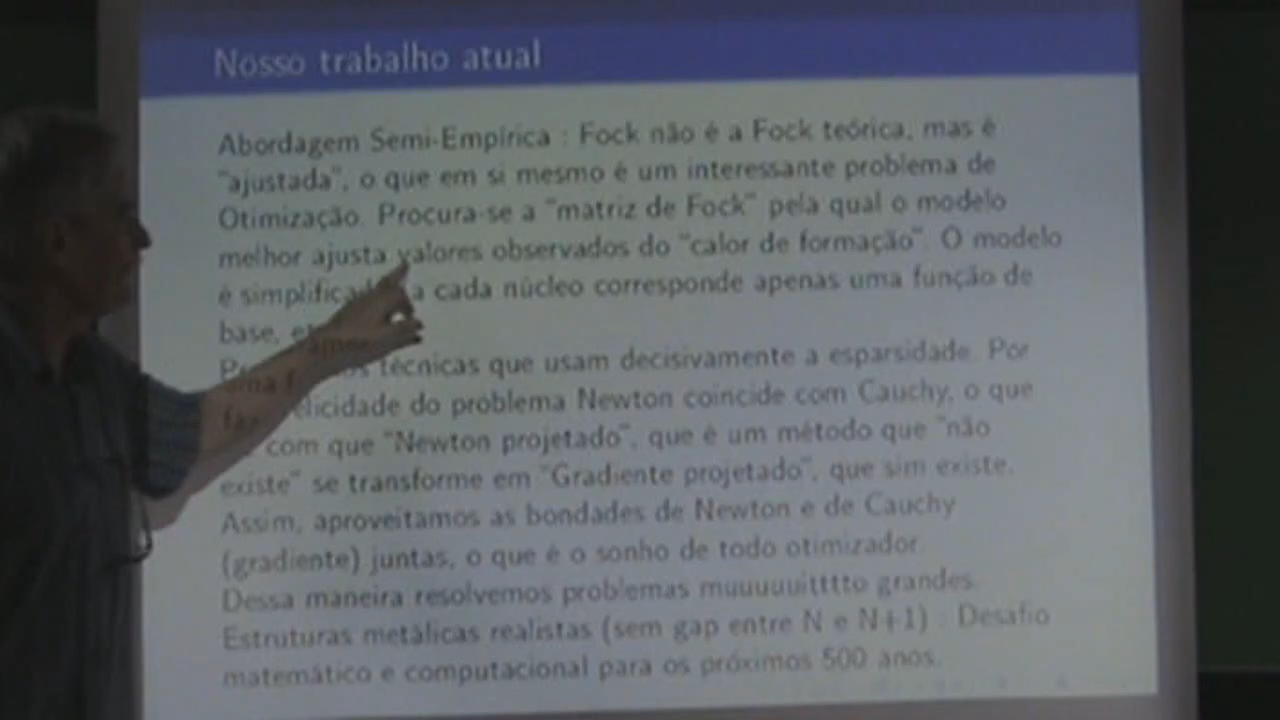 Nosso trabalho atual
Abordagem Semi-Empírica : Fock não é a Fock teórica, mas é
"ajustada", o que em si mesmo é um interessante problema de
Otimização. Procura-se a "matriz de Fock" pela qual o modelo
melhor ajusta valores observados do "calor de formação". O modelo
é a cada núcleo corresponde apenas uma função de
base,
técnicas que usam decisivamente a esparsidade. Por
do problema Newton coincide com Cauchy, o que
com que "Newton projetado", que é um método que "não
existe" se transforme em "Gradiente projetado", que sim existe.
Assim, aproveitamos as bondades de Newton e de Cauchy
(gradiente) juntas, o que é o sonho de todo otimizador.
Dessa maneira resolvemos problemas muuuuuitttto grandes.
Estruturas metálicas realistas (sem gap entre N e N+1) : Desafio
matemático e computacional para os próximos 500 anos.